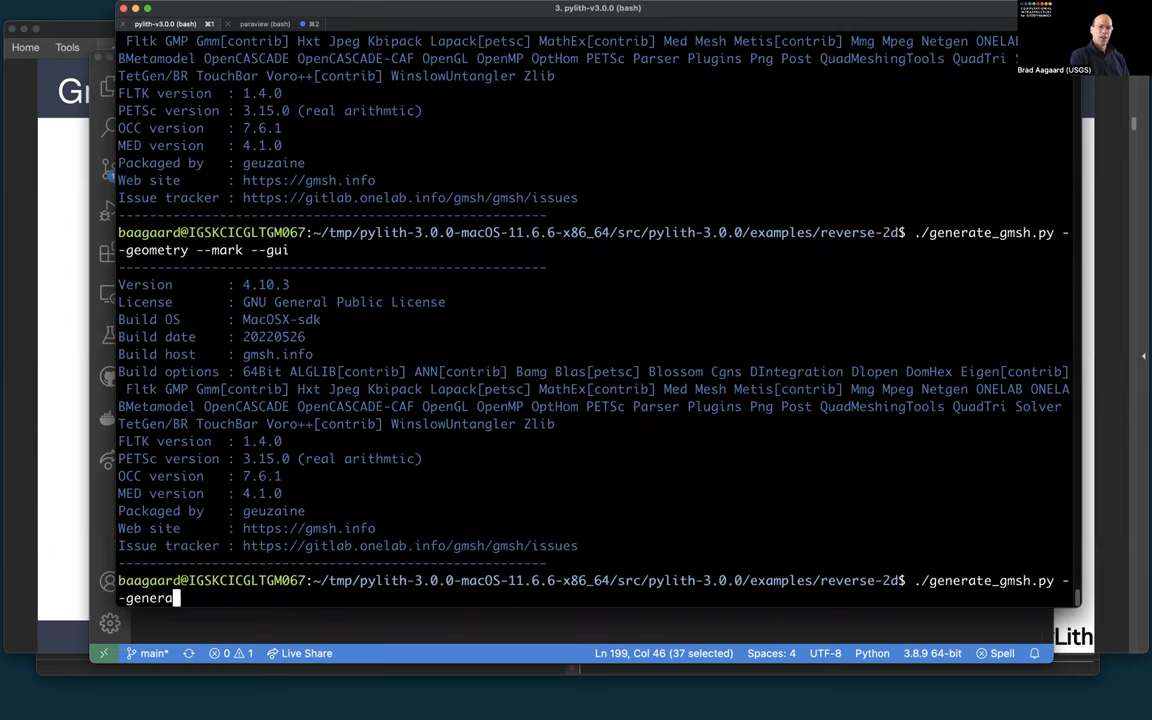 3. pylith-v3.0.0 (bash)
pylith-v3.0.0 (bash) ⌘1 paraview (bash) ⌘2
COMPUTATIONAL
INFRASTRUCTURE
for GEODYNAMICS
Brad Aagaard (USGS)
Home Tools
Gr
Fltk GMP Gmm[contrib] Hxt Jpeg Kbipack Lapack[petsc] MathEx[contrib] Med Mesh Metis[contrib] Mmg Mpeg Netgen ONELAB
BMetamodel OpenCASCADE OpenCASCADE-CAF OpenGL OpenMP OptHom PETSc Parser Plugins Png Post QuadMeshingTools QuadTri S
TetGen/BR TouchBar Voro++[contrib] WinslowUntangler Zlib
FLTK version : 1.4.0
PETSc version : 3.15.0 (real arithmtic)
OCC version : 7.6.1
MED version : 4.1.0
Packaged by : geuzaine
Web site : https://gmsh.info
Issue tracker : https://gitlab.onelab.info/gmsh/gmsh/issues
-------------------------------------------------------
baagaard@IGSKCICGLTGM067:~/tmp/pylith-3.0.0-macOS-11.6.6-x86_64/src/pylith-3.0.0/examples/reverse-2d$ ./generate_gmsh.py -
-geometry --mark --gui
-------------------------------------------------------
Version : 4.10.3
License : GNU General Public License
Build OS : MacOSX-sdk
Build date : 20220526
Build host : gmsh.info
Build options : 64Bit ALGLIB[contrib] ANN[contrib] Bamg Blas[petsc] Blossom Cgns DIntegration Dlopen DomHex Eigen[contrib]
Fltk GMP Gmm[contrib] Hxt Jpeg Kbipack Lapack[petsc] MathEx[contrib] Med Mesh Metis[contrib] Mmg Mpeg Netgen ONELAB ONELA
BMetamodel OpenCASCADE OpenCASCADE-CAF OpenGL OpenMP OptHom PETSc Parser Plugins Png Post QuadMeshingTools QuadTri Solver
TetGen/BR TouchBar Voro++[contrib] WinslowUntangler Zlib
FLTK version : 1.4.0
PETSc version : 3.15.0 (real arithmtic)
OCC version : 7.6.1
MED version : 4.1.0
Packaged by : geuzaine
Web site : https://gmsh.info
Issue tracker : https://gitlab.onelab.info/gmsh/gmsh/issues
-------------------------------------------------------
baagaard@IGSKCICGLTGM067:~/tmp/pylith-3.0.0-macOS-11.6.6-x86_64/src/pylith-3.0.0/examples/reverse-2d$ ./generate_gmsh.py -
-genera
yLith
main* 0 1 Live Share Ln 199, Col 46 (37 selected) Spaces: 4 UTF-8 Python 3.8.9 64-bit Spell